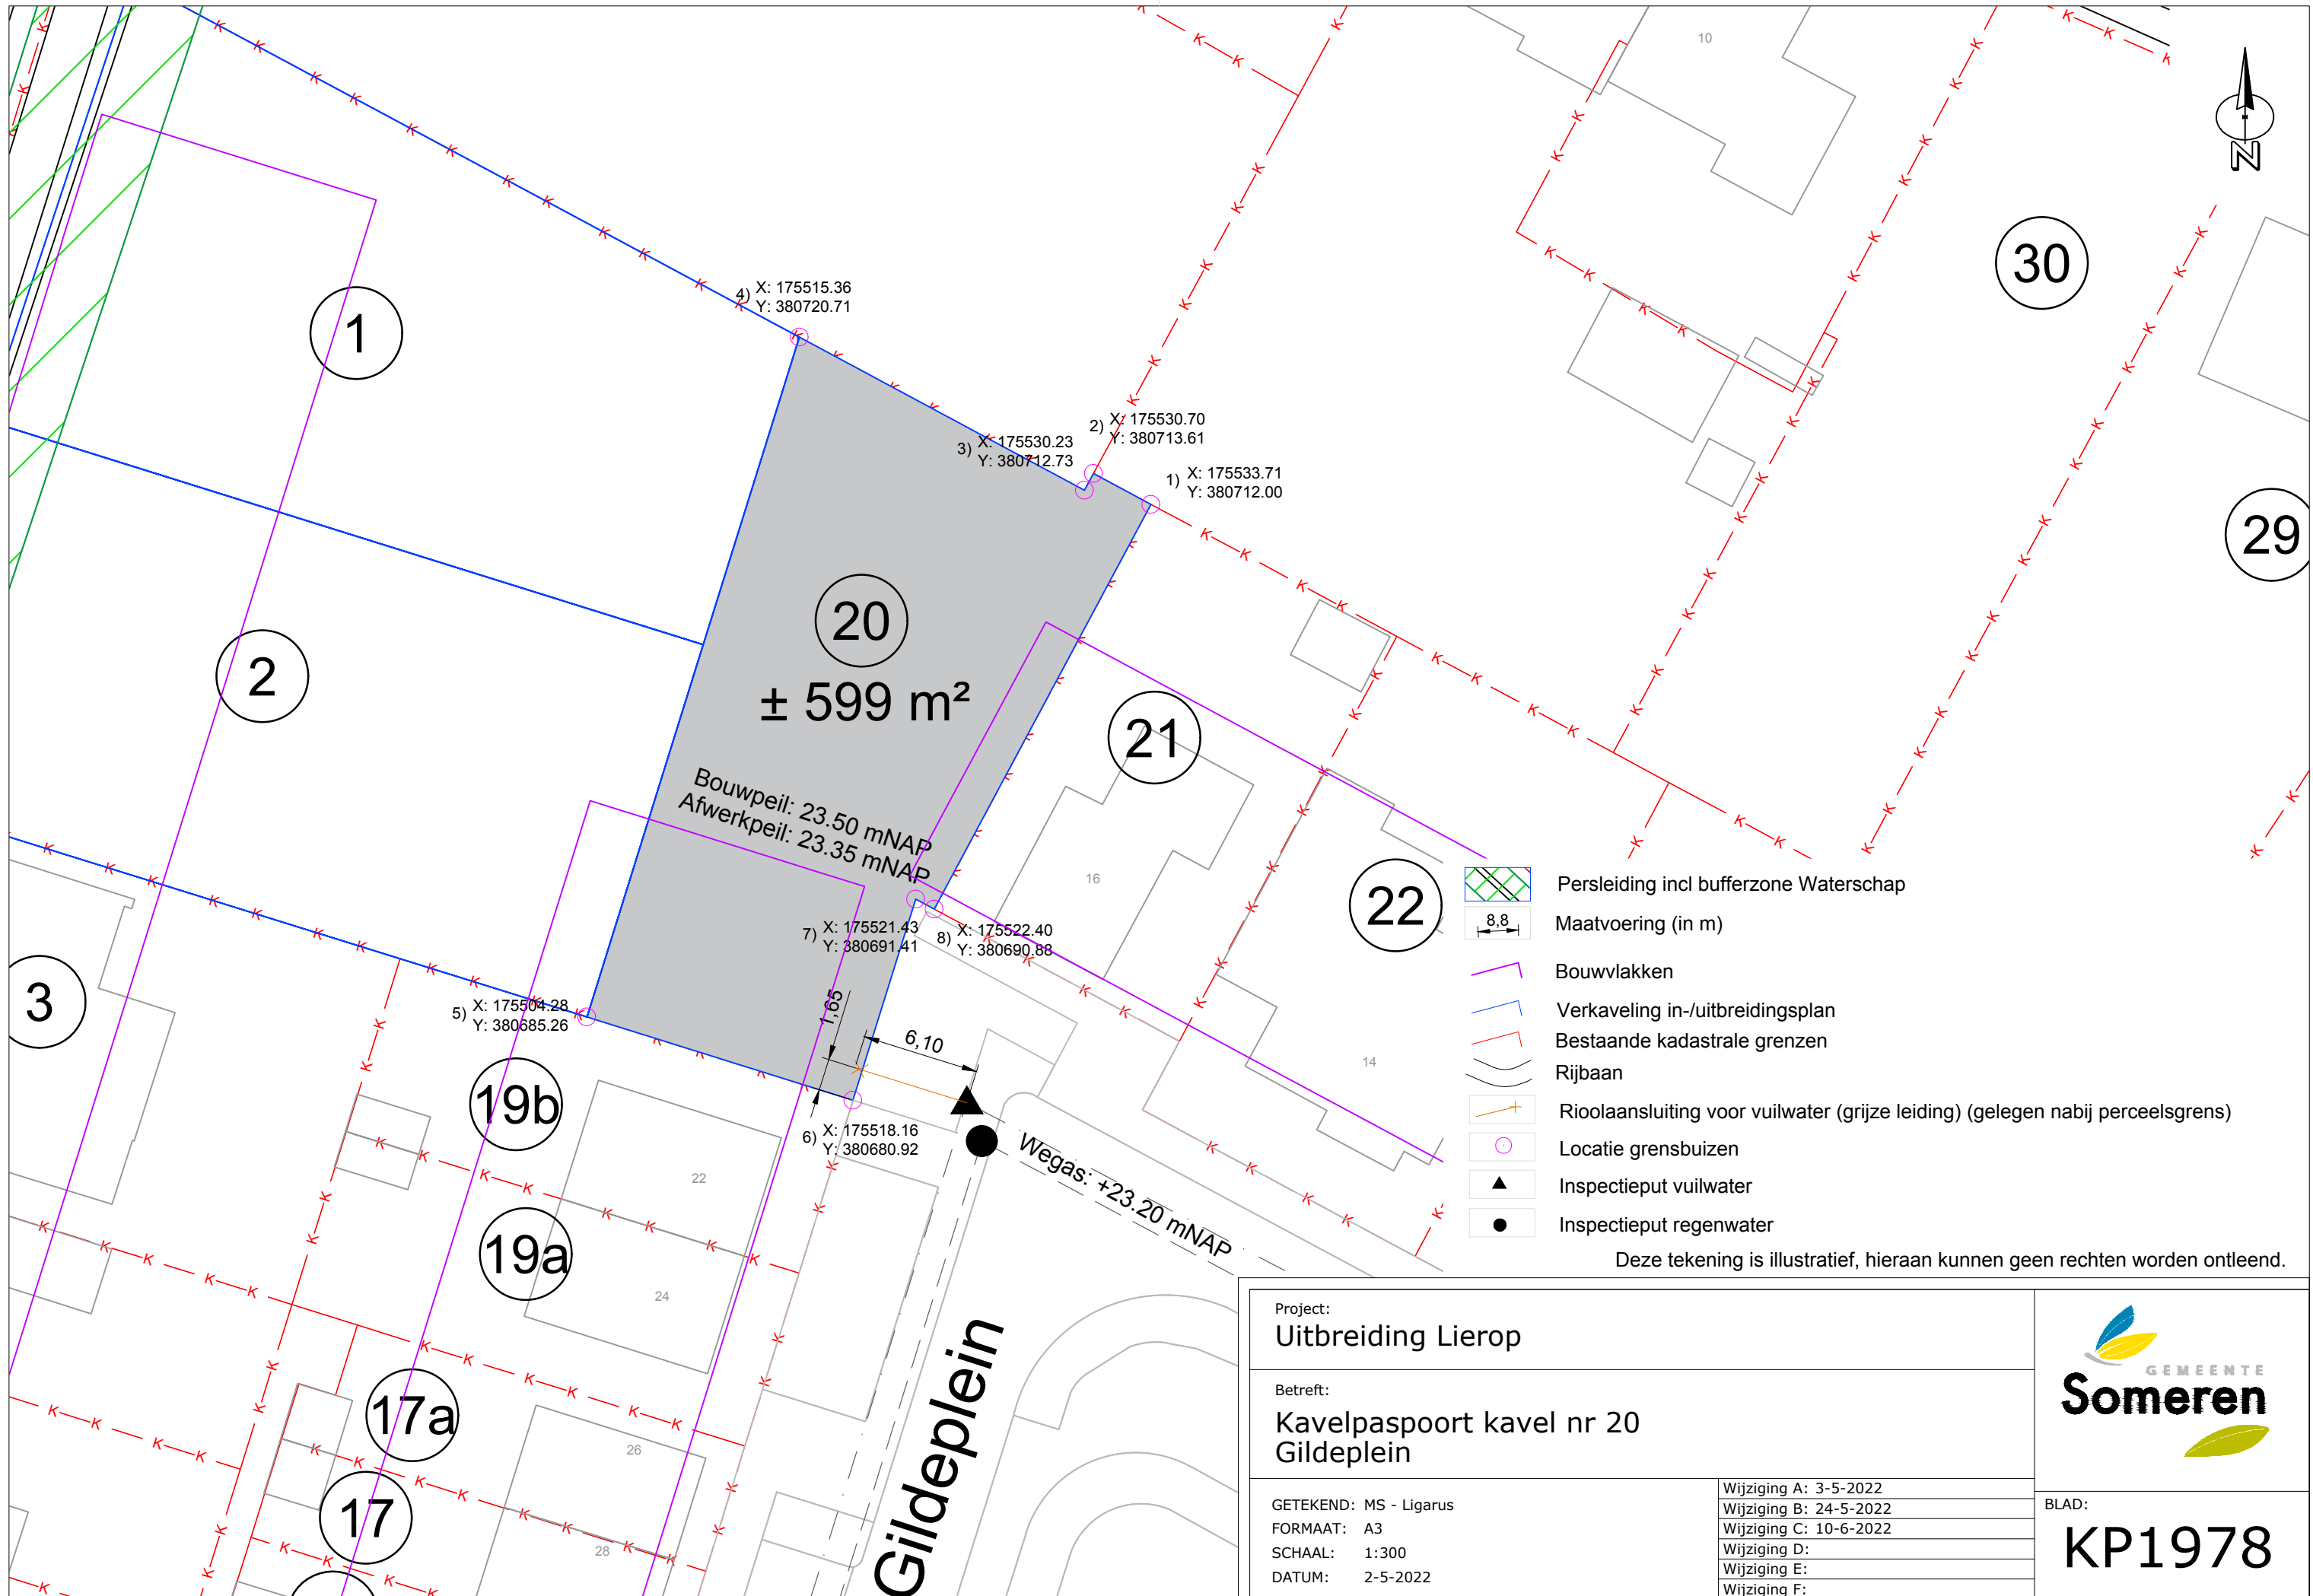 10
30
1
4) X: 175515.36
Y: 380720.71
2) X: 175530.70
Y: 380713.61
3) X: 175530.23
Y: 380712.73
1) X: 175533.71
Y: 380712.00
29
20
± 599 m²
2
21
Bouwpeil: 23.50 mNAP
Afwerkpeil: 23.35 mNAP
16
22
7) X: 175521.43
Y: 380691.41
8) X: 175522.40
Y: 380690.88
3
5) X: 175504.28
Y: 380685.26
1,65
6,10
14
19b
6) X: 175518.16
Y: 380680.92
Wegas: +23.20 mNAP
22
19a
24
Gildeplein
17a
26
17
28
N
Persleiding incl bufferzone Waterschap
8,8 Maatvoering (in m)
Bouwvlakken
Verkaveling in-/uitbreidingsplan
Bestaande kadastrale grenzen
Rijbaan
Rioolaansluiting voor vuilwater (grijze leiding) (gelegen nabij perceelsgrens)
Locatie grensbuizen
Inspectieput vuilwater
Inspectieput regenwater
Deze tekening is illustratief, hieraan kunnen geen rechten worden ontleend.
Project:
Uitbreiding Lierop
Betreft:
Kavelpaspoort kavel nr 20
Gildeplein
GETEKEND: MS - Ligarus
FORMAAT: A3
SCHAAL: 1:300
DATUM: 2-5-2022
Wijziging A: 3-5-2022
Wijziging B: 24-5-2022
Wijziging C: 10-6-2022
Wijziging D:
Wijziging E:
Wijziging F:
GEMEENTE
Someren
BLAD:
KP1978